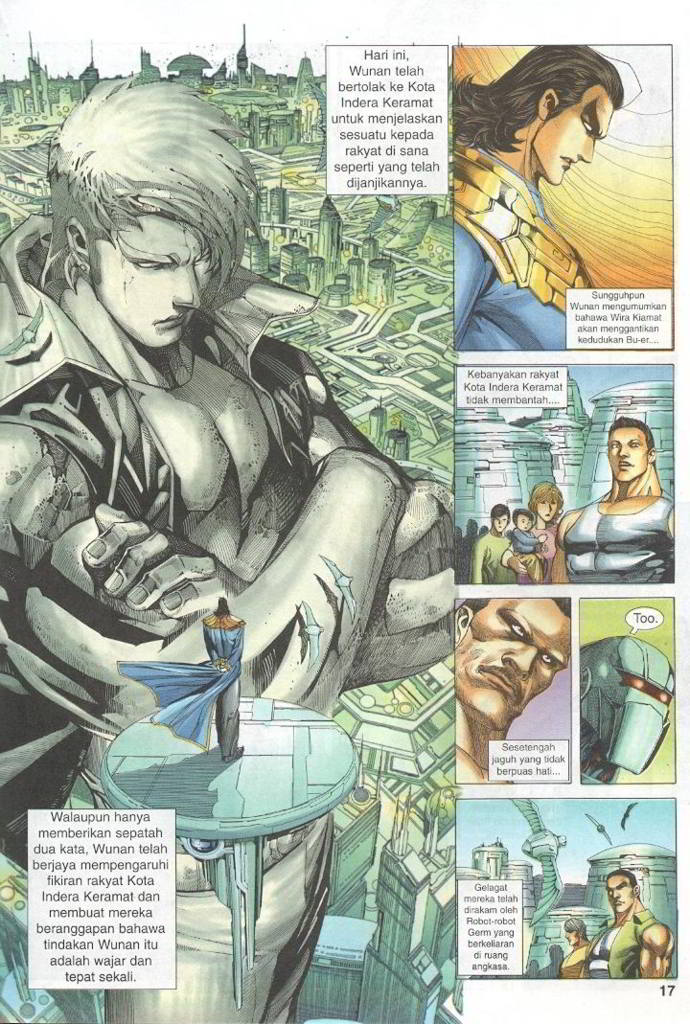 Hari ini,
Wunan telah
bertolak ke Kota
Indera Keramat
untuk menjelaskan
sesuatu kepada
rakyat di sana
seperti yang telah
dijanjikannya.
Sungguhpun
Wunan mengumumkan
bahawa Wira Kiamat
akan menggantikan
kedudukan Bu-er....
Kebanyakan rakyat
Kota Indera Keramat
tidak membantah....
Too.
Sesetengah
jaguh yang tidak
berpuas hati...
Walaupun hanya
memberikan sepatah
dua kata, Wunan telah
berjaya mempengaruhi
fikiran rakyat Kota
Indera Keramat dan
membuat mereka
beranggapan bahawa
tindakan Wunan itu
adalah wajar dan
tepat sekali.
Gelagat
mereka telah
dirakam oleh
Robot-robot
Germ yang
berkeliaran
di ruang
angkasa.
17